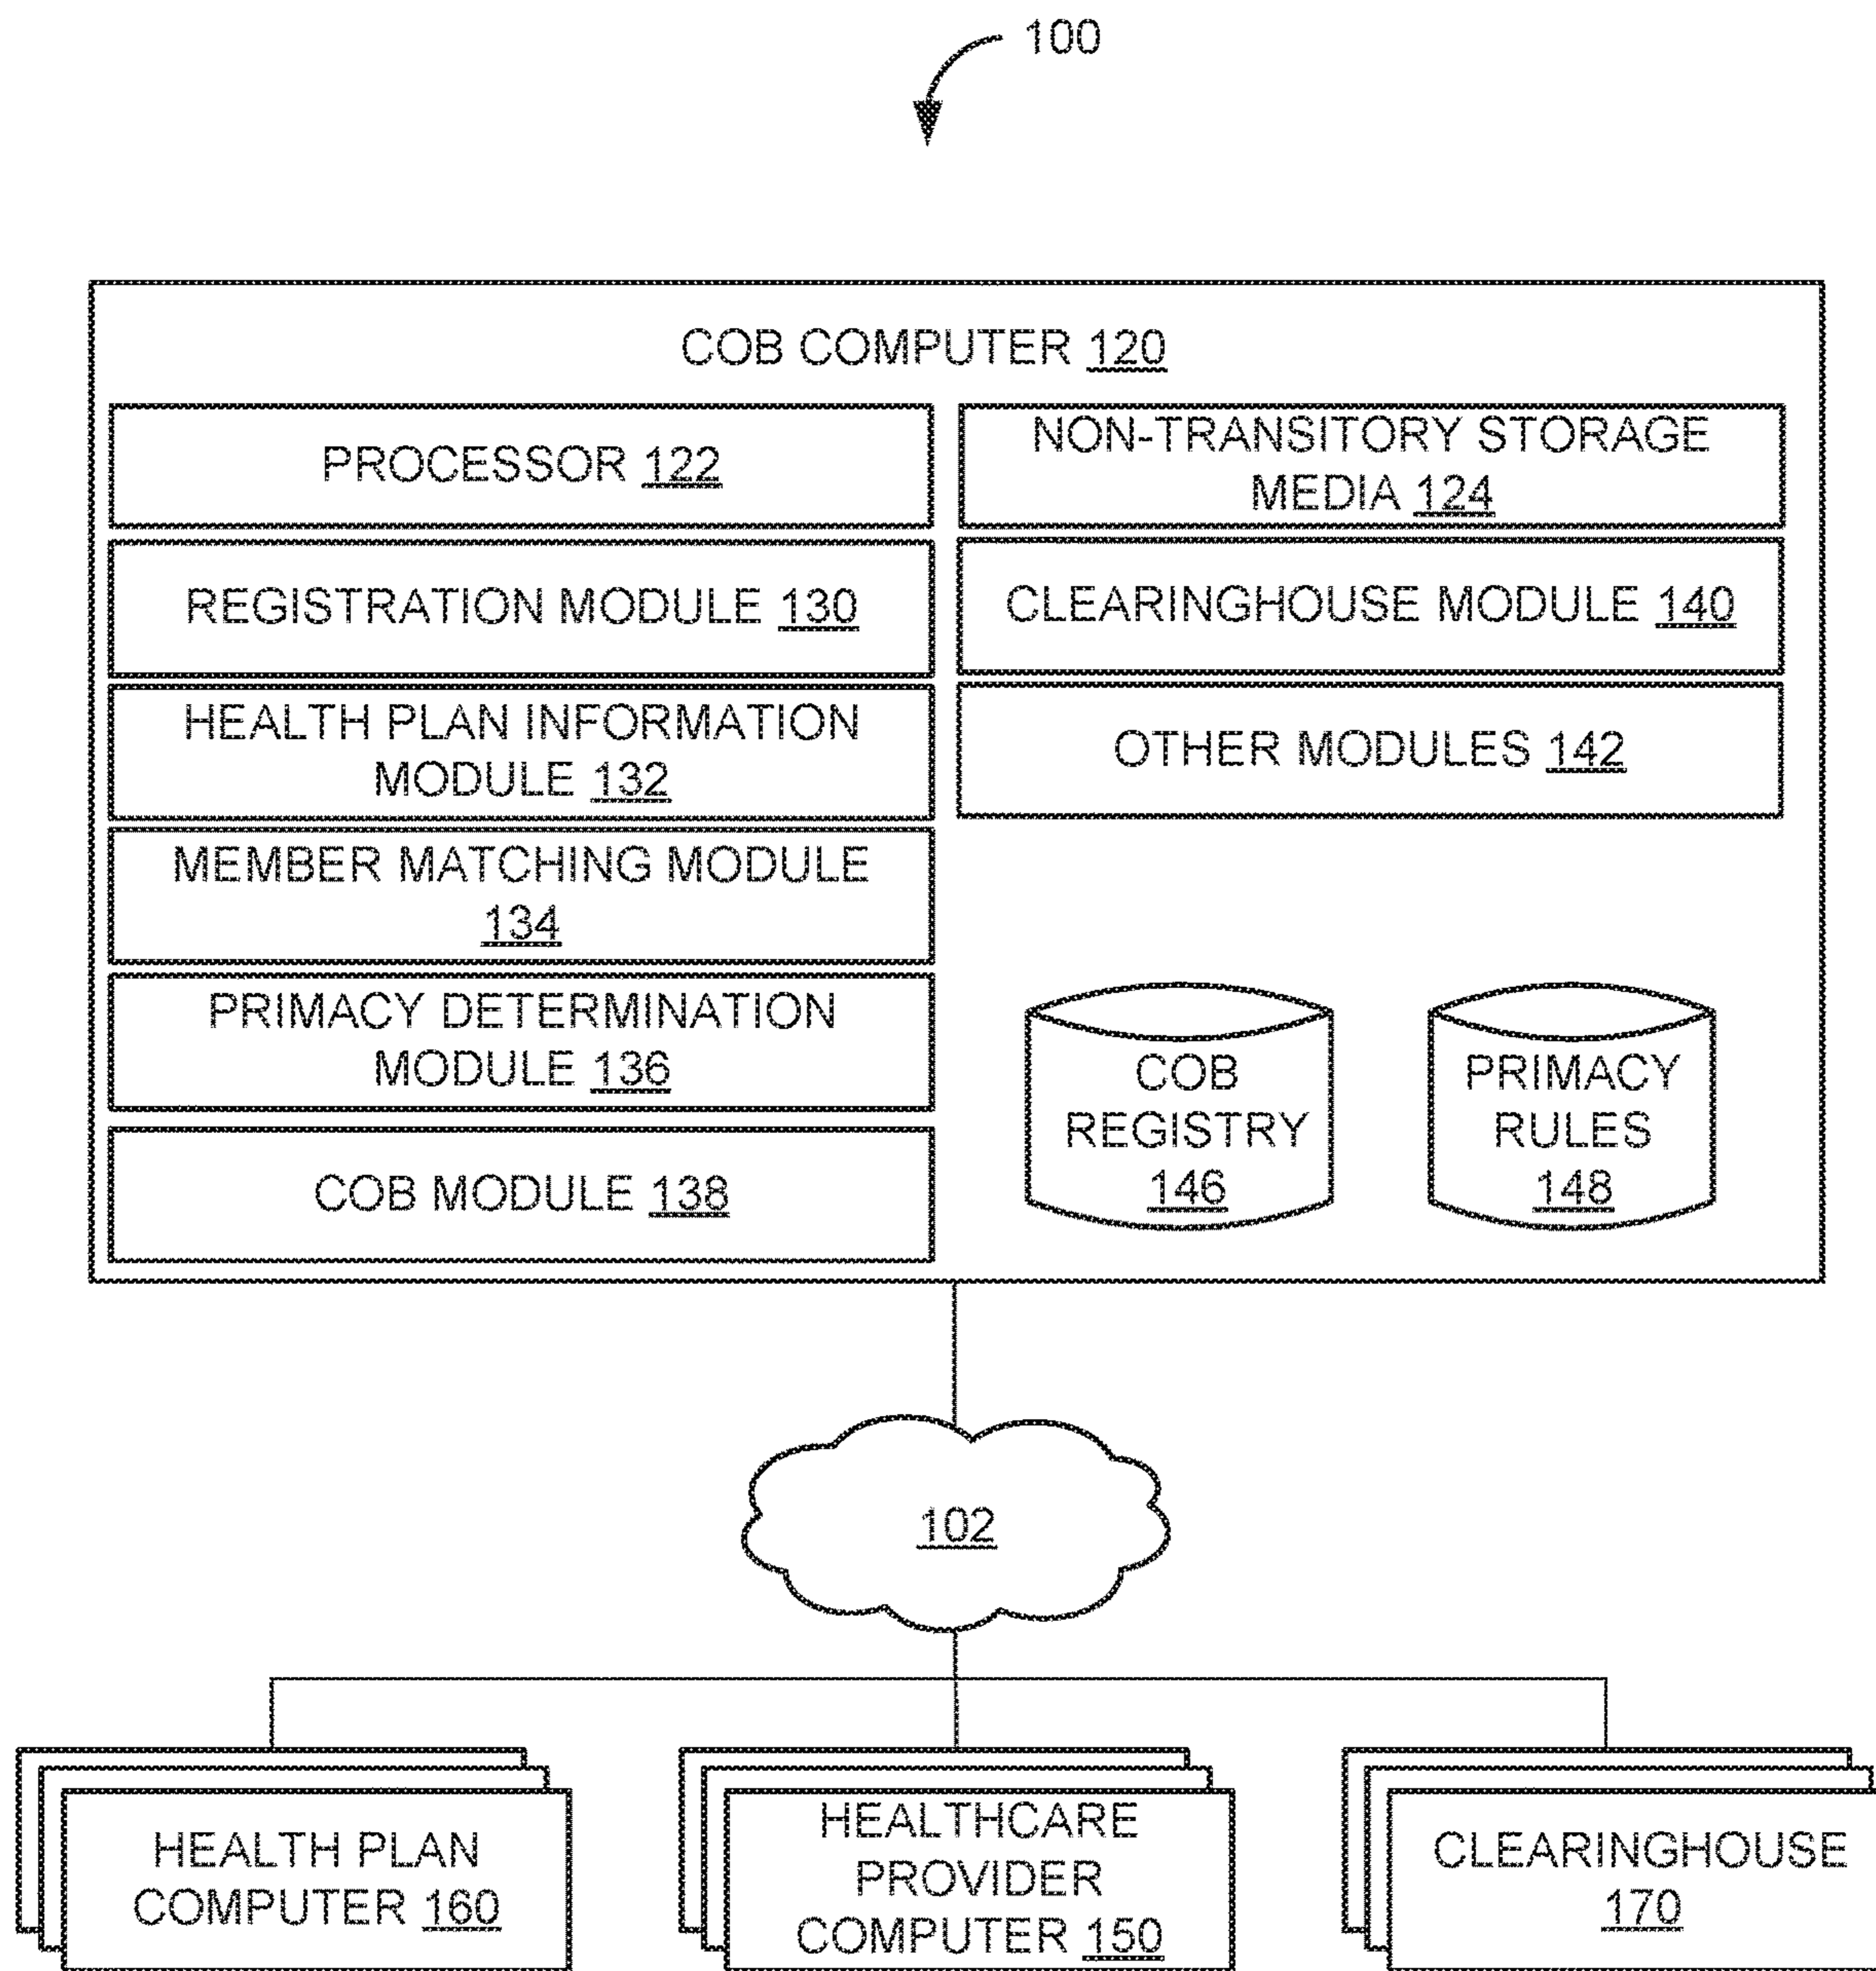 100
COB COMPUTER 120
PROCESSOR 122
NON-TRANSITORY STORAGE
MEDIA 124
REGISTRATION MODULE 130
CLEARINGHOUSE MODULE 140
HEALTH PLAN INFORMATION
MODULE 132
OTHER MODULES 142
MEMBER MATCHING MODULE
134
PRIMACY DETERMINATION
MODULE 136
COB MODULE 138
COB
REGISTRY
146
PRIMACY
RULES
148
102
HEALTH PLAN
COMPUTER 160
HEALTHCARE
PROVIDER
COMPUTER 150
CLEARINGHOUSE
170